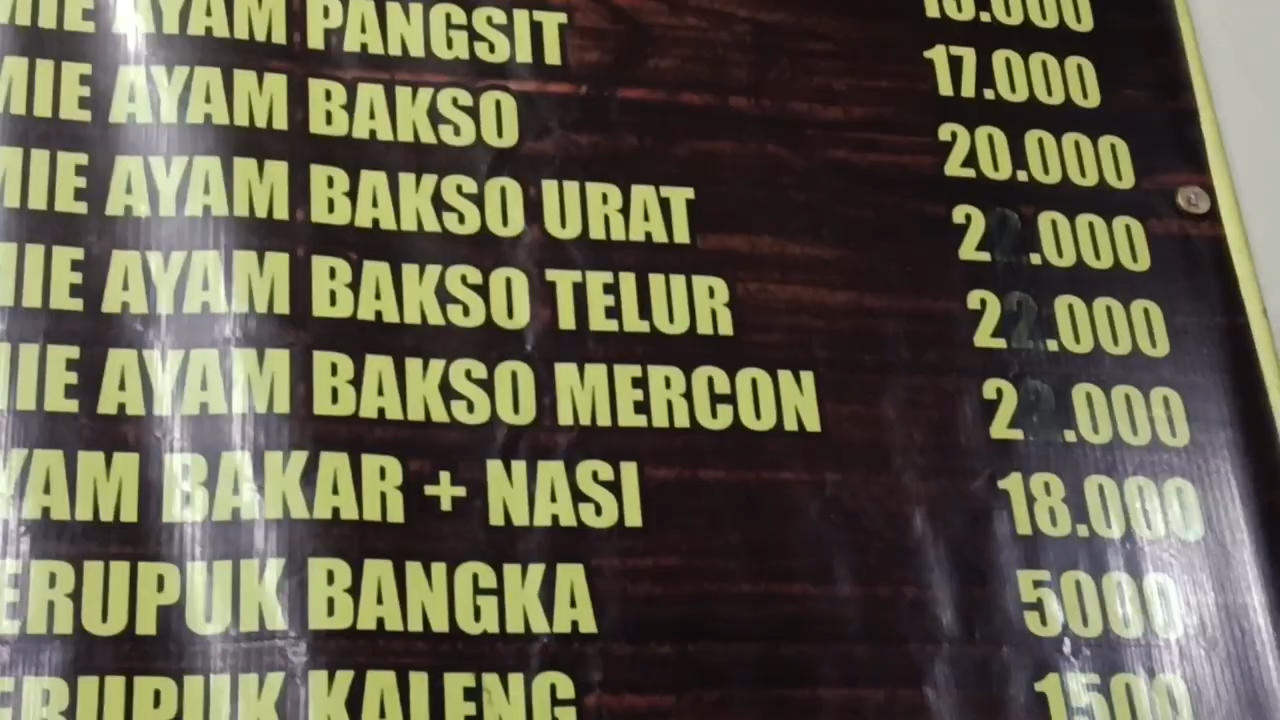 MIE AYAM PANGSIT 17.000
MIE AYAM BAKSO 20.000
MIE AYAM BAKSO URAT 22.000
MIE AYAM BAKSO TELUR 22.000
MIE AYAM BAKSO MERCON 22.000
YAM BAKAR + NASI 18.000
ERUPUK BANGKA 5000
ERUPUK KALENG 1500